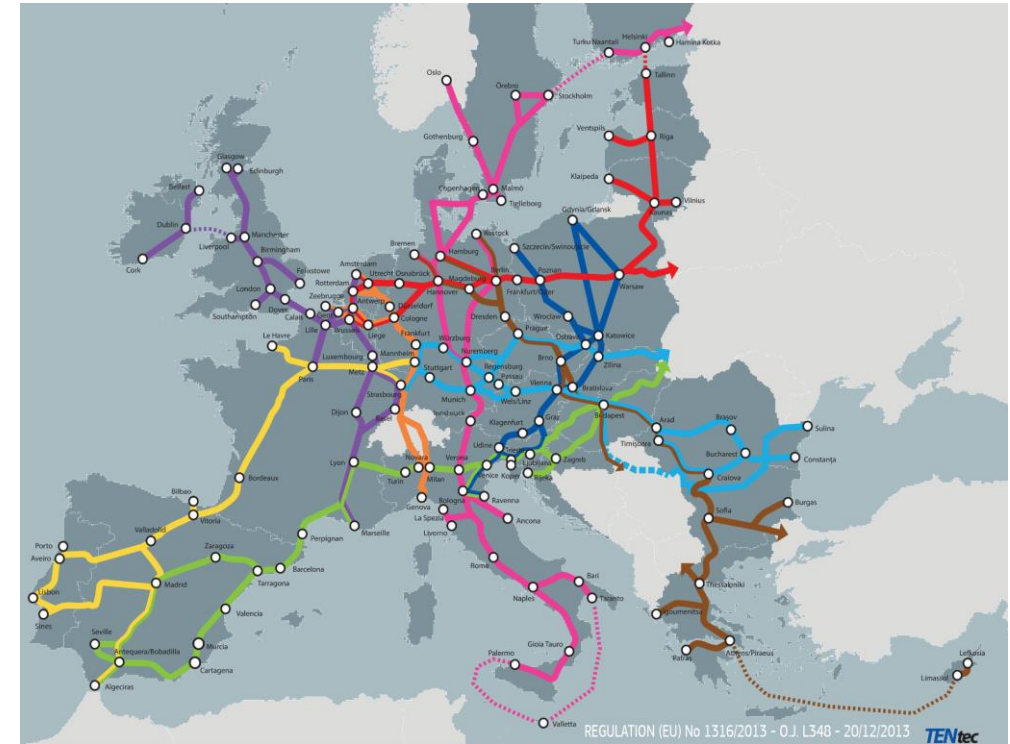 Turku Naantali
Helsinki
Hamina Kotka
Tallinn
Oslo
Örebro
Stockholm
Ventspils
Riga
Gothenburg
Klaipeda
Vilnius
Kaunas
Glasgow
Edinburgh
Belfast
Copenhagen
Malmö
Trelleborg
Gdynia/Gdansk
Dublin
Liverpool
Manchester
Birmingham
Cork
Rostock
Szczecin/Swinoujscie
Bremen
Hamburg
Felixstowe
Amsterdam
Utrecht
Osnabrück
Magdeburg
Berlin
Poznan
Warsaw
London
Zeebrugge
Rotterdam
Hannover
Frankfurt/Oder
Southampton
Dover
Calais
Antwerp
Düsseldorf
Cologne
Dresden
Wroclaw
Lille
Brussels
Liege
Prague
Katowice
Ostrava
Le Havre
Frankfurt
Würzburg
Luxembourg
Mannheim
Nuremberg
Brno
Zilina
Paris
Metz
Stuttgart
Regensburg
Passau
Strasbourg
Munich
Wels/Linz
Vienna
Bratislava
Dijon
Basel
Innsbruck
Klagenfurt
Graz
Budapest
Arad
Brașov
Sulina
Udine
Timișoara
Lyon
Novara
Verona
Ljubljana
Zagreb
Bucharest
Constanța
Turin
Milan
Venice
Koper
Rijeka
Craiova
Bordeaux
Genova
Bologna
Ravenna
Bilbao
Vitoria
La Spezia
Livorno
Ancona
Sofia
Burgas
Marseille
Perpignan
Porto
Valladolid
Aveiro
Zaragoza
Barcelona
Rome
Madrid
Tarragona
Bari
Thessaloniki
Lisbon
Naples
Taranto
Igoumenitsa
Sines
Valencia
Seville
Murcia
Gioia Tauro
Palermo
Patras
Athens/Piraeus
Lefkosia
Antequera/Bobadilla
Cartagena
Limassol
Algeciras
Valletta
REGULATION (EU) No 1316/2013 - O.J. L348 - 20/12/2013
TENtec